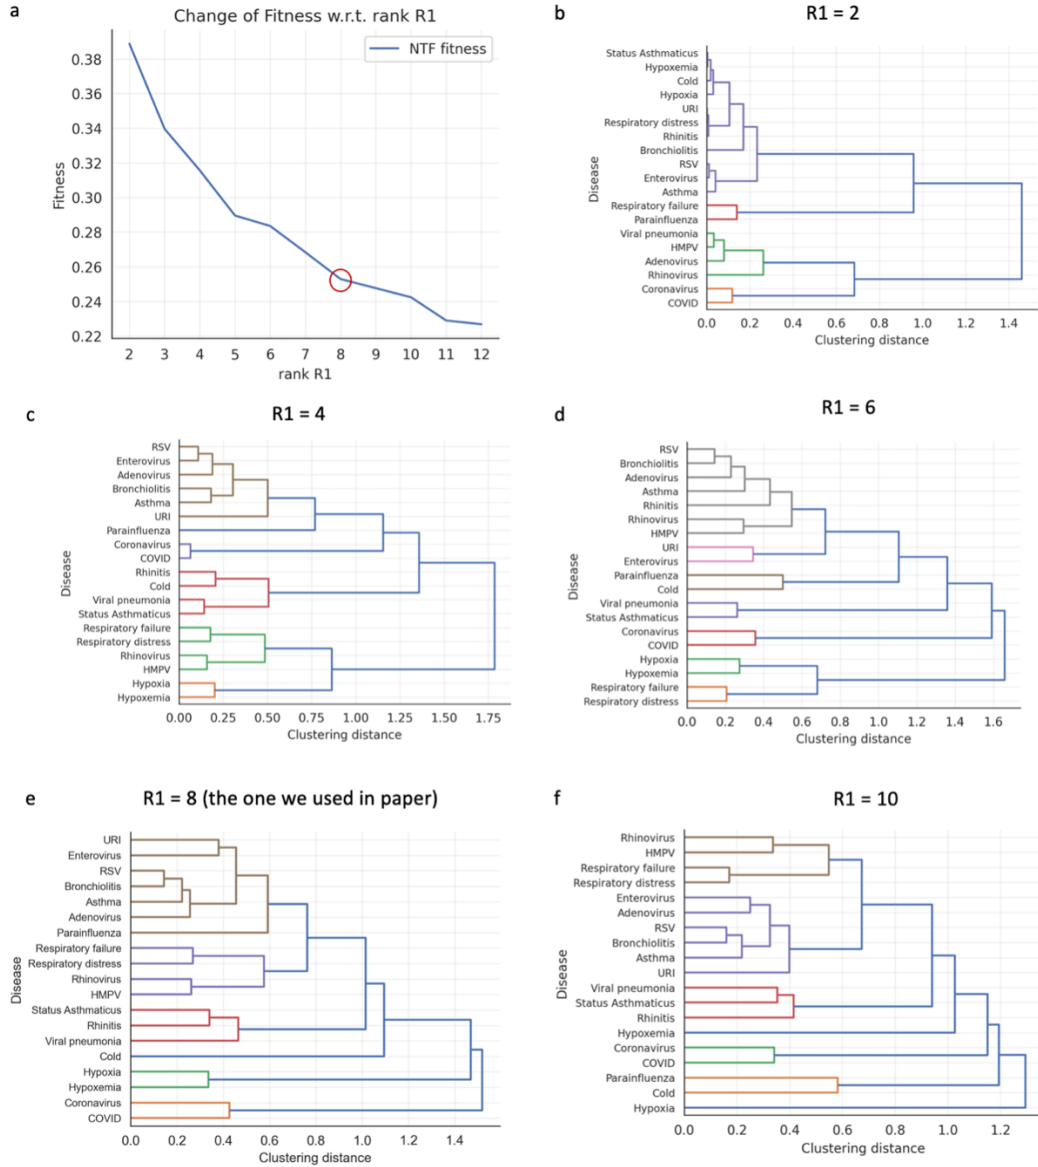 a
Change of Fitness w.r.t. rank R1
NTF fitness
Fitness
0.38
0.36
0.34
0.32
0.30
0.28
0.26
0.24
0.22
2 3 4 5 6 7 8 9 10 11 12
rank R1
b
R1 = 2
Disease
Status Asthmaticus
Hypoxemia
Cold
Hypoxia
URI
Respiratory distress
Rhinitis
Bronchiolitis
RSV
Enterovirus
Asthma
Respiratory failure
Parainfluenza
Viral pneumonia
HMPV
Adenovirus
Rhinovirus
Coronavirus
COVID
0.0 0.2 0.4 0.6 0.8 1.0 1.2 1.4
Clustering distance
c
R1 = 4
Disease
RSV
Enterovirus
Adenovirus
Bronchiolitis
Asthma
URI
Parainfluenza
Coronavirus
COVID
Rhinitis
Cold
Viral pneumonia
Status Asthmaticus
Respiratory failure
Respiratory distress
Rhinovirus
HMPV
Hypoxia
Hypoxemia
0.00 0.25 0.50 0.75 1.00 1.25 1.50 1.75
Clustering distance
d
R1 = 6
Disease
RSV
Bronchiolitis
Adenovirus
Asthma
Rhinitis
Rhinovirus
HMPV
URI
Enterovirus
Parainfluenza
Cold
Viral pneumonia
Status Asthmaticus
Coronavirus
COVID
Hypoxia
Hypoxemia
Respiratory failure
Respiratory distress
0.0 0.2 0.4 0.6 0.8 1.0 1.2 1.4 1.6
Clustering distance
e
R1 = 8 (the one we used in paper)
Disease
URI
Enterovirus
RSV
Bronchiolitis
Asthma
Adenovirus
Parainfluenza
Respiratory failure
Respiratory distress
Rhinovirus
HMPV
Status Asthmaticus
Rhinitis
Viral pneumonia
Cold
Hypoxia
Hypoxemia
Coronavirus
COVID
0.0 0.2 0.4 0.6 0.8 1.0 1.2 1.4
Clustering distance
f
R1 = 10
Disease
Rhinovirus
HMPV
Respiratory failure
Respiratory distress
Enterovirus
Adenovirus
RSV
Bronchiolitis
Asthma
URI
Viral pneumonia
Status Asthmaticus
Rhinitis
Hypoxemia
Coronavirus
COVID
Parainfluenza
Cold
Hypoxia
0.0 0.2 0.4 0.6 0.8 1.0 1.2
Clustering distance